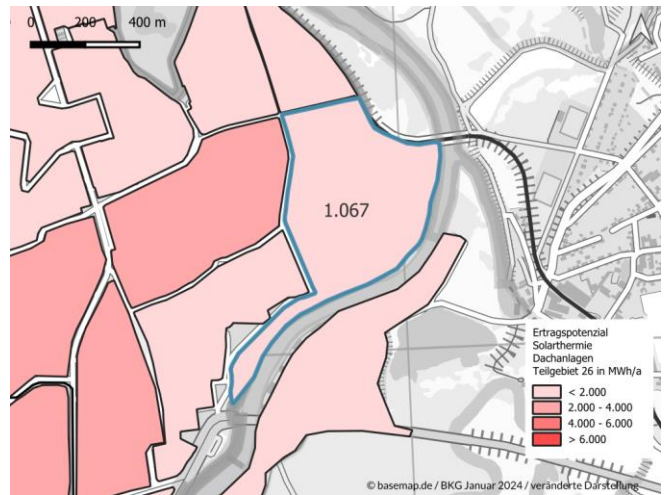 0 200 400 m
1.067
Ertragspotenzial
Solarthermie
Dachanlagen
Teilgebiet 26 in MWh/a
< 2.000
2.000 - 4.000
4.000 - 6.000
> 6.000
© basemap.de / BKG Januar 2024 / veränderte Darstellung